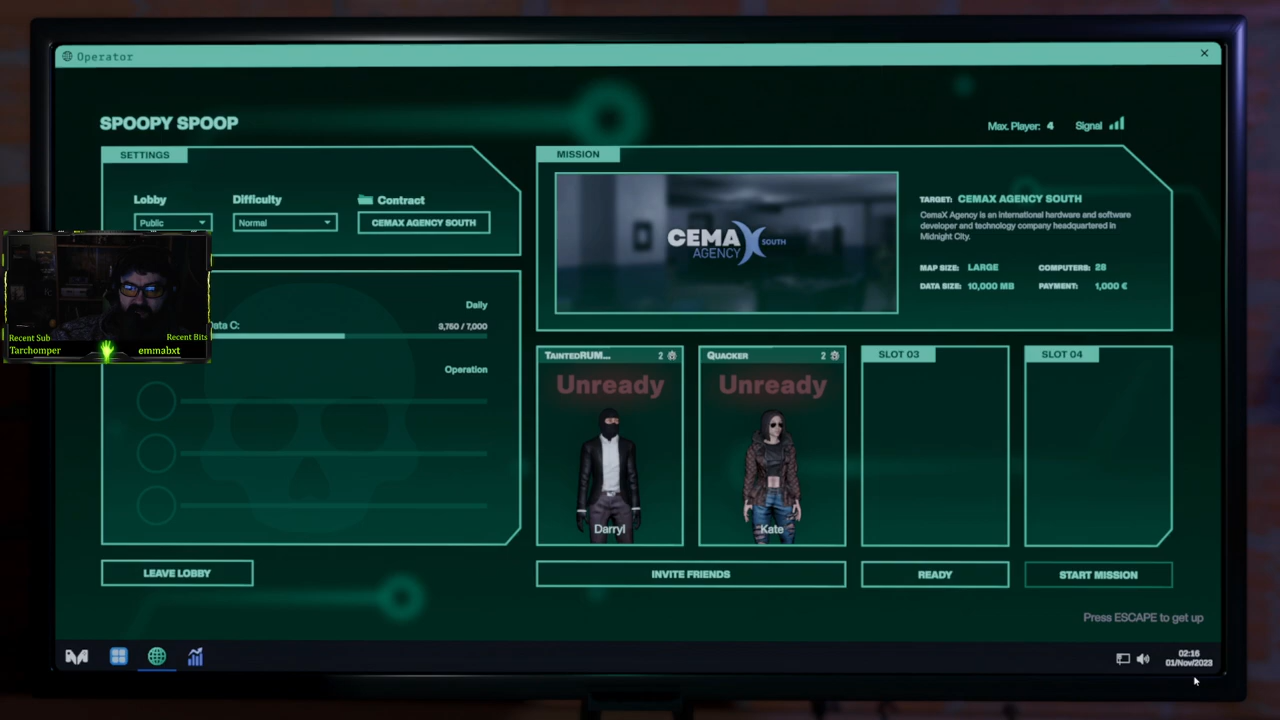 Operator
SPOOPY SPOOP
Max. Player: 4
Signal
SETTINGS
Lobby
Difficulty
Contract
Public
Normal
CEMAX AGENCY SOUTH
Daily
ata C:
3,750 / 7,000
Operation
Recent Sub
Recent Bits
Tarchomper
emmabxt
MISSION
CEMAX
AGENCY
SOUTH
TARGET: CEMAX AGENCY SOUTH
CemaX Agency is an international hardware and software
developer and technology company headquartered in
Midnight City.
MAP SIZE: LARGE
COMPUTERS: 28
DATA SIZE: 10,000 MB
PAYMENT: 1,000 €
TAINTEDRUM... 2
Unready
Darryl
QUACKER 2
Unready
Kate
SLOT 03
SLOT 04
LEAVE LOBBY
INVITE FRIENDS
READY
START MISSION
Press ESCAPE to get up
02:16
01/Nov/2023